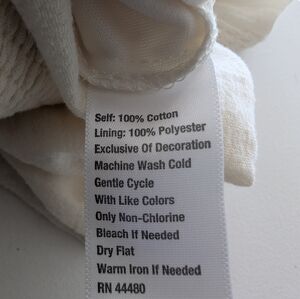 Self: 100% Cotton
Lining: 100% Polyester
Exclusive Of Decoration
Machine Wash Cold
Gentle Cycle
With Like Colors
Only Non-Chlorine
Bleach If Needed
Dry Flat
Warm Iron If Needed
RN 44480